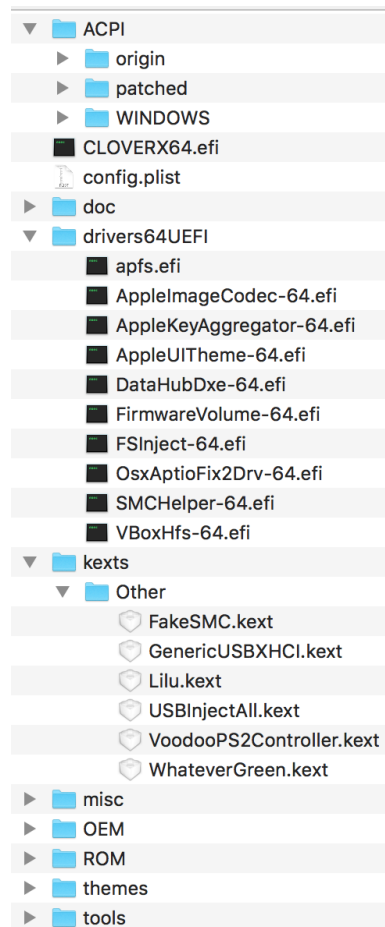 ACPI
origin
patched
WINDOWS
CLOVERX64.efi
config.plist
doc
drivers64UEFI
apfs.efi
AppleImageCodec-64.efi
AppleKeyAggregator-64.efi
AppleUITheme-64.efi
DataHubDxe-64.efi
FirmwareVolume-64.efi
FSInject-64.efi
OsxAptioFix2Drv-64.efi
SMCHelper-64.efi
VBoxHfs-64.efi
kexts
Other
FakeSMC.kext
GenericUSBXHCI.kext
Lilu.kext
USBInjectAll.kext
VoodooPS2Controller.kext
WhateverGreen.kext
misc
OEM
ROM
themes
tools